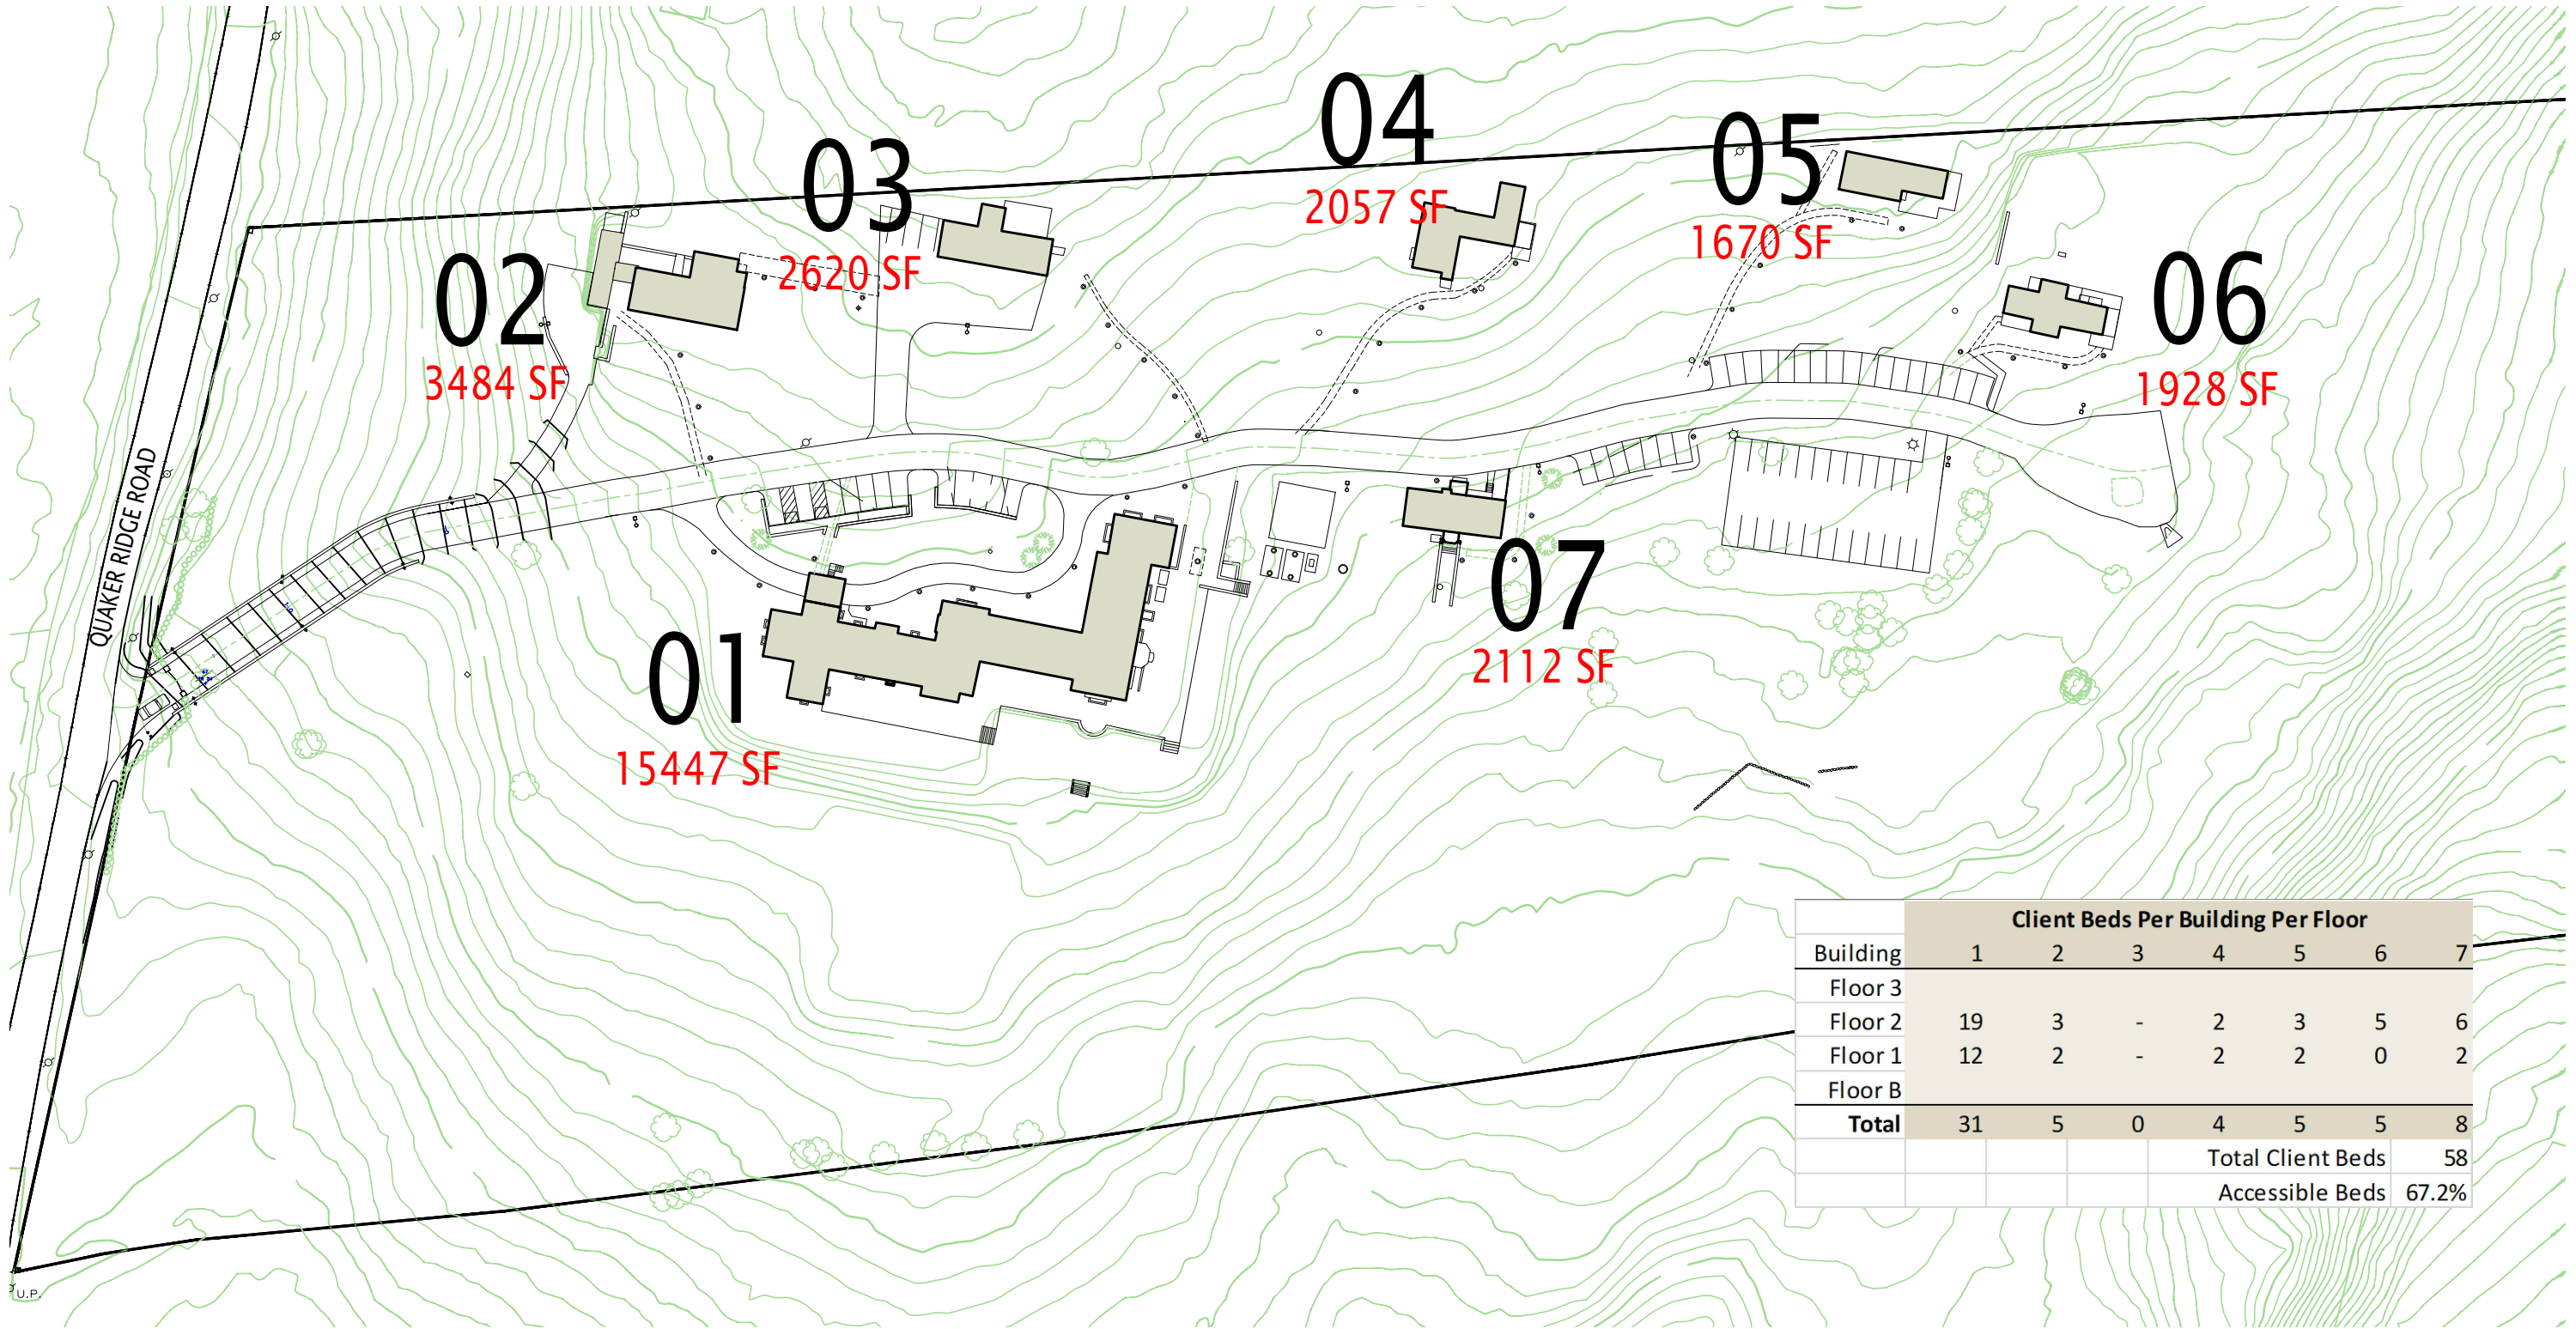 04
03
05
2057 SF
1670 SF
2620 SF
02
06
3484 SF
1928 SF
QUAKER RIDGE ROAD
07
01
2112 SF
15447 SF
Client Beds Per Building Per Floor
Building 1 2 3 4 5 6 7
Floor 3
Floor 2 19 3 - 2 3 5 6
Floor 1 12 2 - 2 2 0 2
Floor B
Total 31 5 0 4 5 5 8
Total Client Beds 58
Accessible Beds 67.2%
U.P.